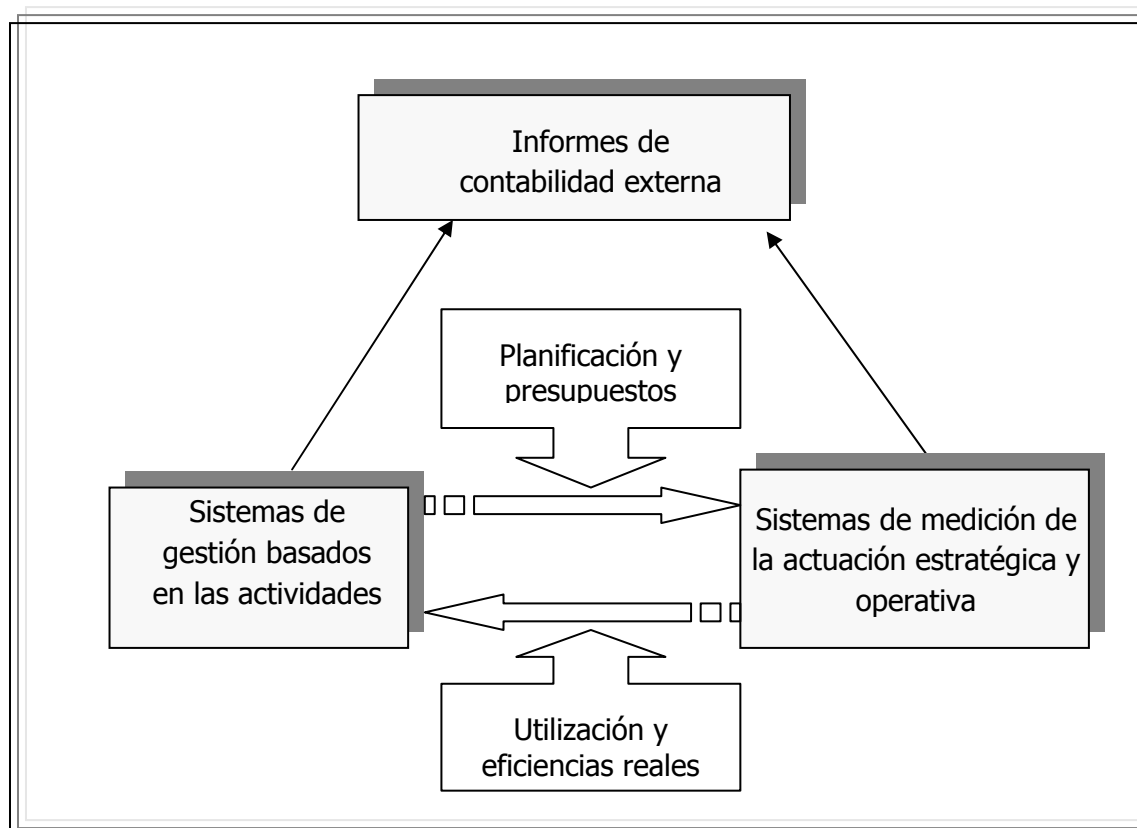 Informes de
contabilidad externa
Planificación y
presupuestos
Sistemas de
gestión basados
en las actividades
Sistemas de medición de
la actuación estratégica y
operativa
Utilización y
eficiencias reales